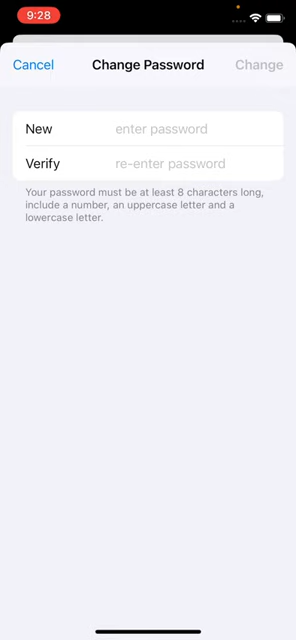 9:28
Cancel Change Password Change
New enter password
Verify re-enter password
Your password must be at least 8 characters long,
include a number, an uppercase letter and a
lowercase letter.